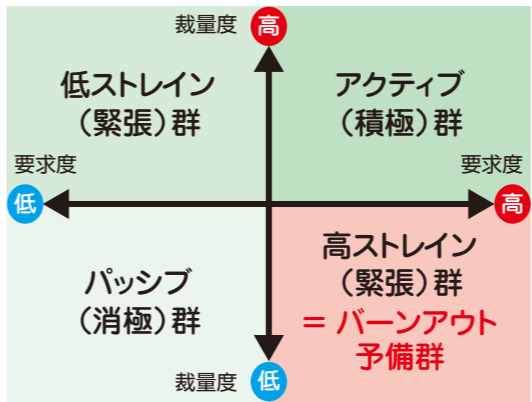 裁量度 高
低ストレイン
（緊張）群
アクティブ
（積極）群
要求度
低
要求度
高
パッシブ
（消極）群
高ストレイン
（緊張）群
＝ バーンアウト
予備群
裁量度 低